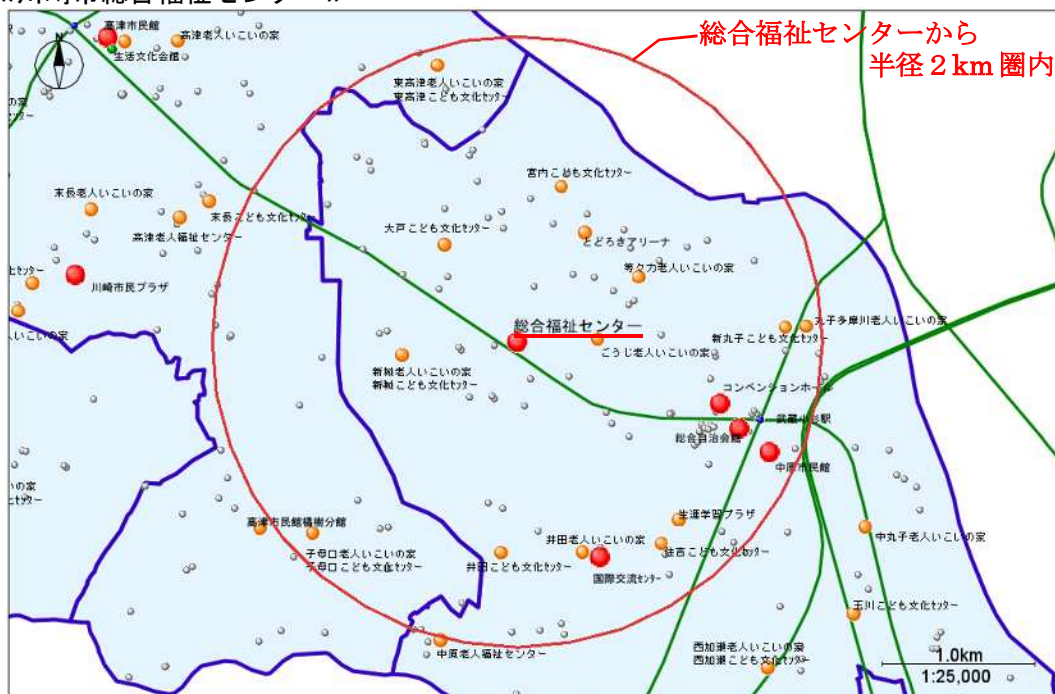 高津市民館
高津老人いこいの家
生活文化会館
N
総合福祉センターから
半径2km圏内
東高津老人いこいの家
東高津こども文化センター
宮内こども文化センター
末長老人いこいの家
末長こども文化センター
高津老人福祉センター
大戸こども文化センター
とどろきアリーナ
等々力老人いこいの家
川崎市民プラザ
総合福祉センター
ごうじ老人いこいの家
丸子多摩川老人いこいの家
新丸子こども文化センター
新城老人いこいの家
新城こども文化センター
コンベンションホール
武蔵小杉駅
総合自治会館
中原市民館
生涯学習プラザ
高津市民館橘樹分館
子母口老人いこいの家
子母口こども文化センター
井田老人いこいの家
住吉こども文化センター
井田こども文化センター
国際交流センター
中丸子老人いこいの家
玉川こども文化センター
中原老人福祉センター
西加瀬老人いこいの家
西加瀬こども文化センター
1.0km
1:25,000